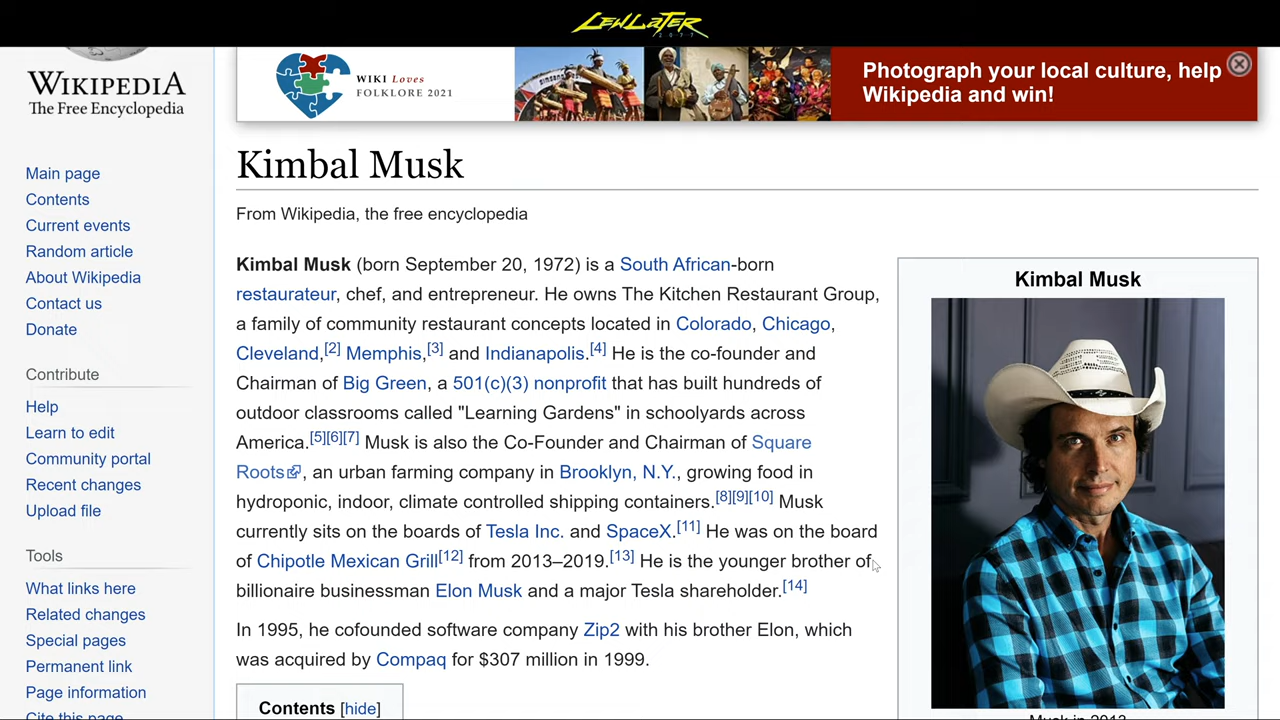 LEWLATER
2077
WIKIPEDIA
The Free Encyclopedia
WIKI Loves
FOLKLORE 2021
Photograph your local culture, help
Wikipedia and win!
Main page
Contents
Current events
Random article
About Wikipedia
Contact us
Donate
Contribute
Help
Learn to edit
Community portal
Recent changes
Upload file
Tools
What links here
Related changes
Special pages
Permanent link
Page information
Cite this page
Kimbal Musk
From Wikipedia, the free encyclopedia
Kimbal Musk (born September 20, 1972) is a South African-born
restaurateur, chef, and entrepreneur. He owns The Kitchen Restaurant Group,
a family of community restaurant concepts located in Colorado, Chicago,
Cleveland,[2] Memphis,[3] and Indianapolis.[4] He is the co-founder and
Chairman of Big Green, a 501(c)(3) nonprofit that has built hundreds of
outdoor classrooms called "Learning Gardens" in schoolyards across
America.[5][6][7] Musk is also the Co-Founder and Chairman of Square
Roots, an urban farming company in Brooklyn, N.Y., growing food in
hydroponic, indoor, climate controlled shipping containers.[8][9][10] Musk
currently sits on the boards of Tesla Inc. and SpaceX.[11] He was on the board
of Chipotle Mexican Grill[12] from 2013–2019.[13] He is the younger brother of
billionaire businessman Elon Musk and a major Tesla shareholder.[14]
In 1995, he cofounded software company Zip2 with his brother Elon, which
was acquired by Compaq for $307 million in 1999.
Contents [hide]
Kimbal Musk
Musk in 2013